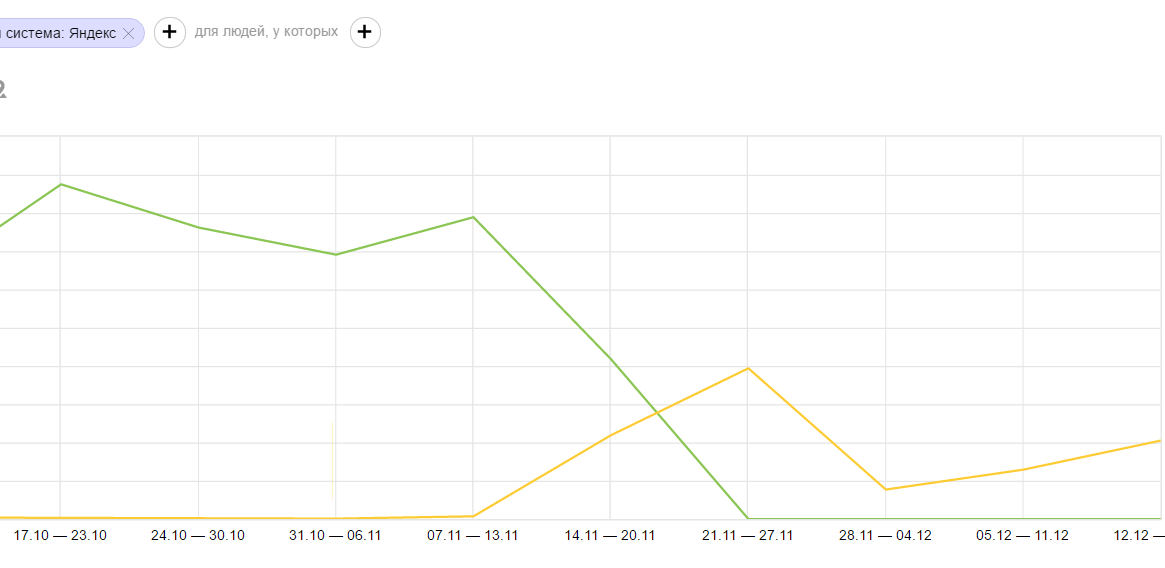 система: Яндекс для людей, у которых
17.10 — 23.10 24.10 — 30.10 31.10 — 06.11 07.11 — 13.11 14.11 — 20.11 21.11 — 27.11 28.11 — 04.12 05.12 — 11.12 12.12 —